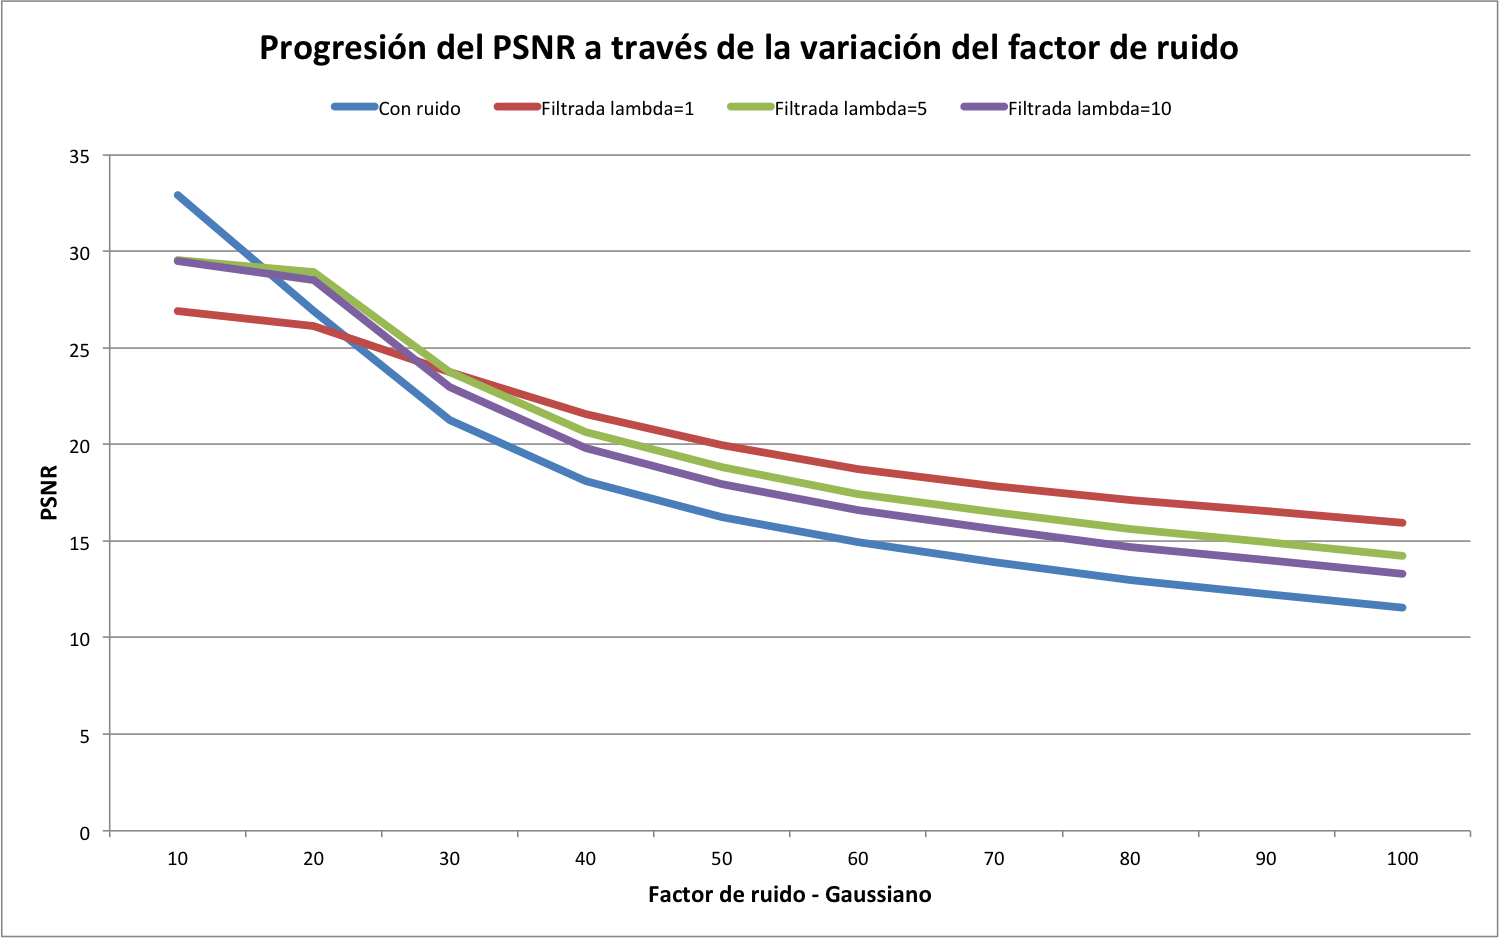 Progresión del PSNR a través de la variación del factor de ruido
Con ruido Filtrada lambda=1 Filtrada lambda=5 Filtrada lambda=10
35
30
25
20
15
10
5
0
PSNR
10 20 30 40 50 60 70 80 90 100
Factor de ruido - Gaussiano